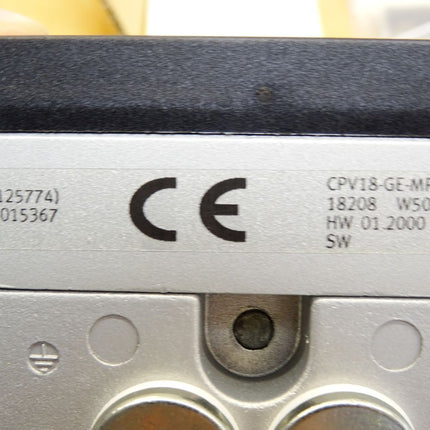 125774)
015367
CE
CPV18-GE-MP
18208 W50
HW 01.2000
SW